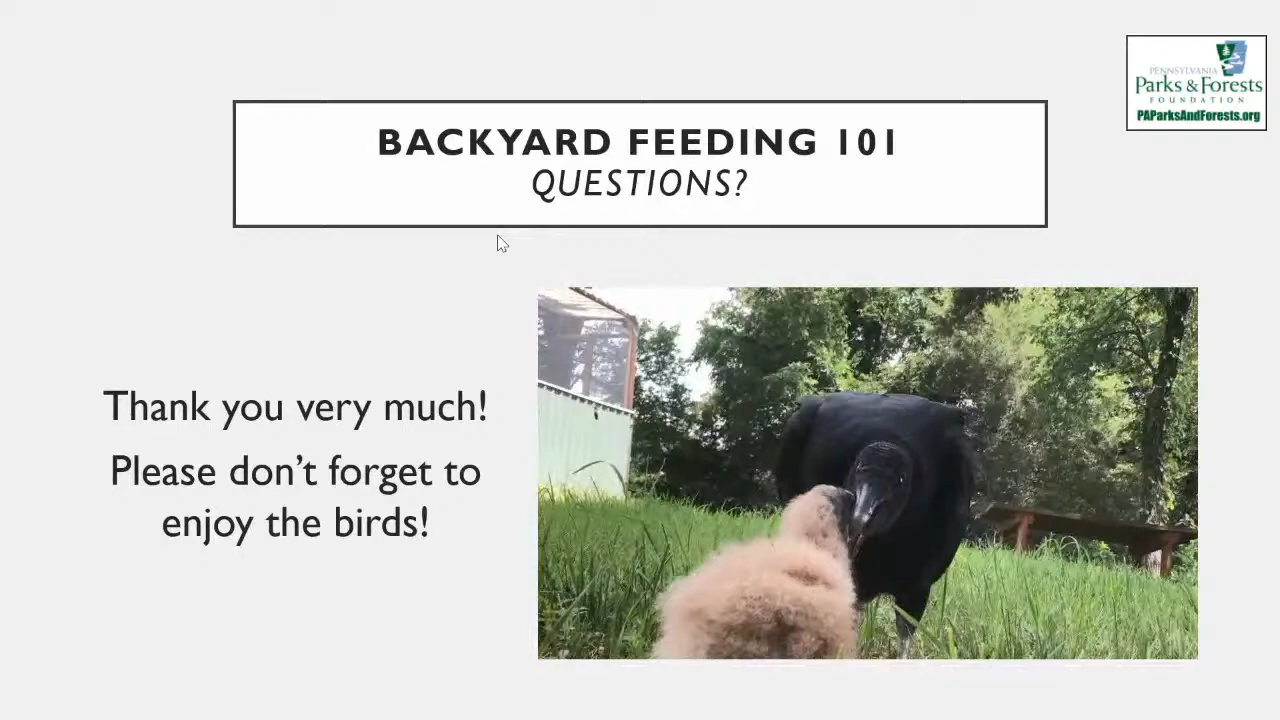 PENNSYLVANIA
Parks & Forests
FOUNDATION
PAParksAndForests.org
BACKYARD FEEDING 101
QUESTIONS?
Thank you very much!
Please don’t forget to
enjoy the birds!